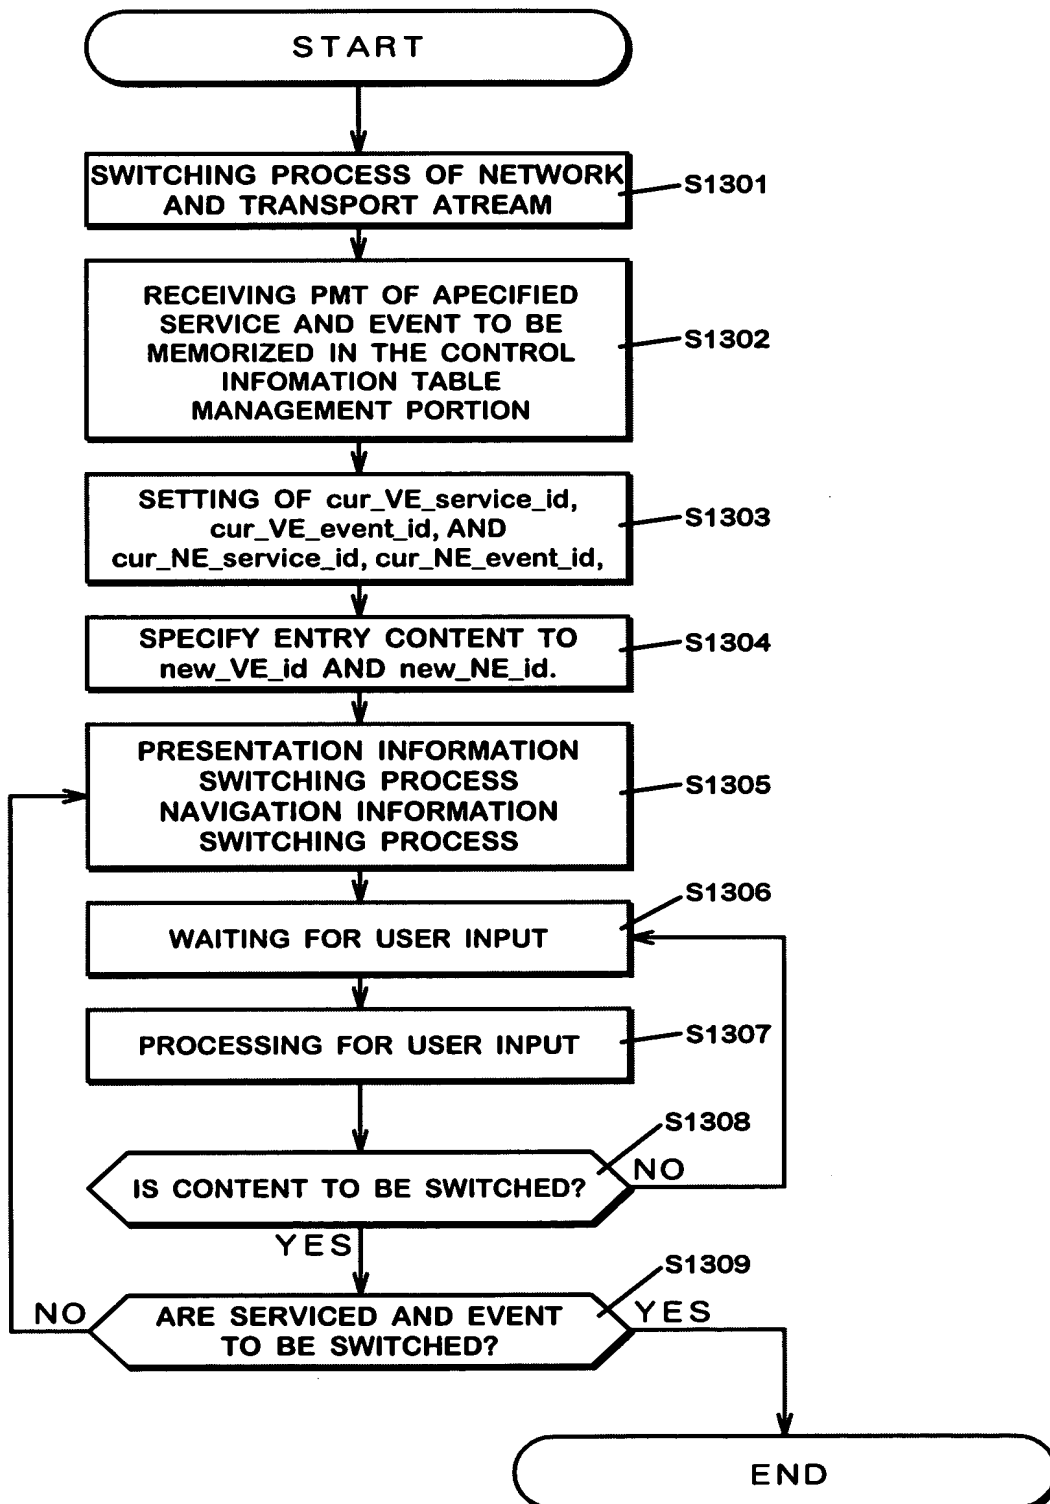 START
SWITCHING PROCESS OF NETWORK
AND TRANSPORT ATREAM
S1301
RECEIVING PMT OF APECIFIED
SERVICE AND EVENT TO BE
MEMORIZED IN THE CONTROL
INFOMATION TABLE
MANAGEMENT PORTION
S1302
SETTING OF cur_VE_service_id,
cur_VE_event_id, AND
cur_NE_service_id, cur_NE_event_id,
S1303
SPECIFY ENTRY CONTENT TO
new_VE_id AND new_NE_id.
S1304
PRESENTATION INFORMATION
SWITCHING PROCESS
NAVIGATION INFORMATION
SWITCHING PROCESS
S1305
WAITING FOR USER INPUT
S1306
PROCESSING FOR USER INPUT
S1307
IS CONTENT TO BE SWITCHED?
S1308
NO
YES
ARE SERVICED AND EVENT
TO BE SWITCHED?
S1309
NO
YES
END